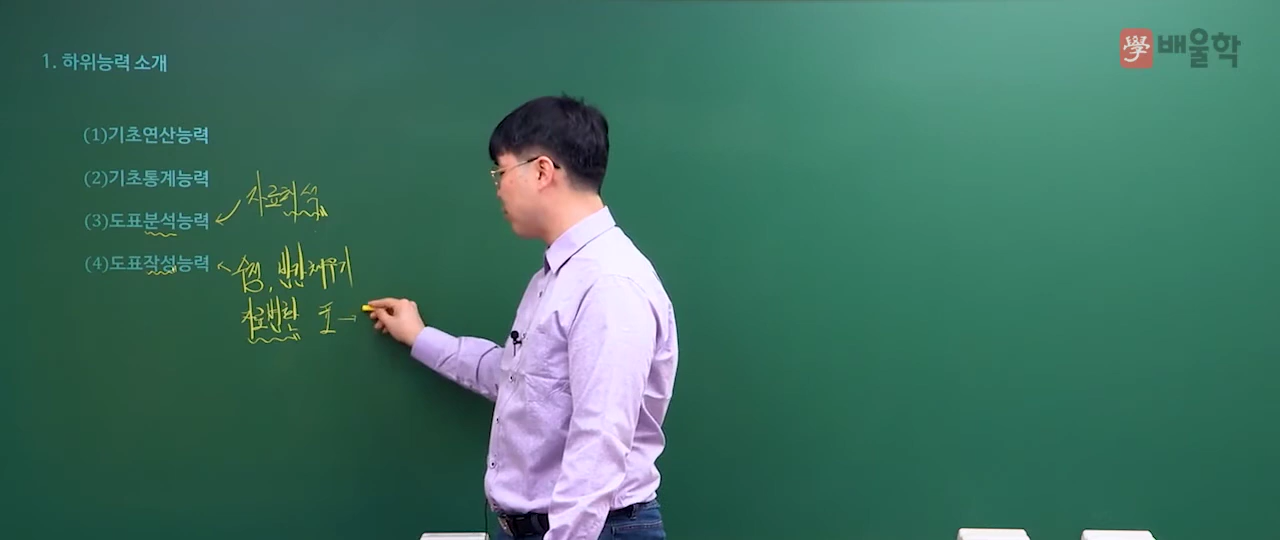 學 배울학
1. 하위능력 소개
(1)기초연산능력
(2)기초통계능력
자료해석
(3)도표분석능력
(4)도표작성능력
빈칸채우기
자료변환 표→